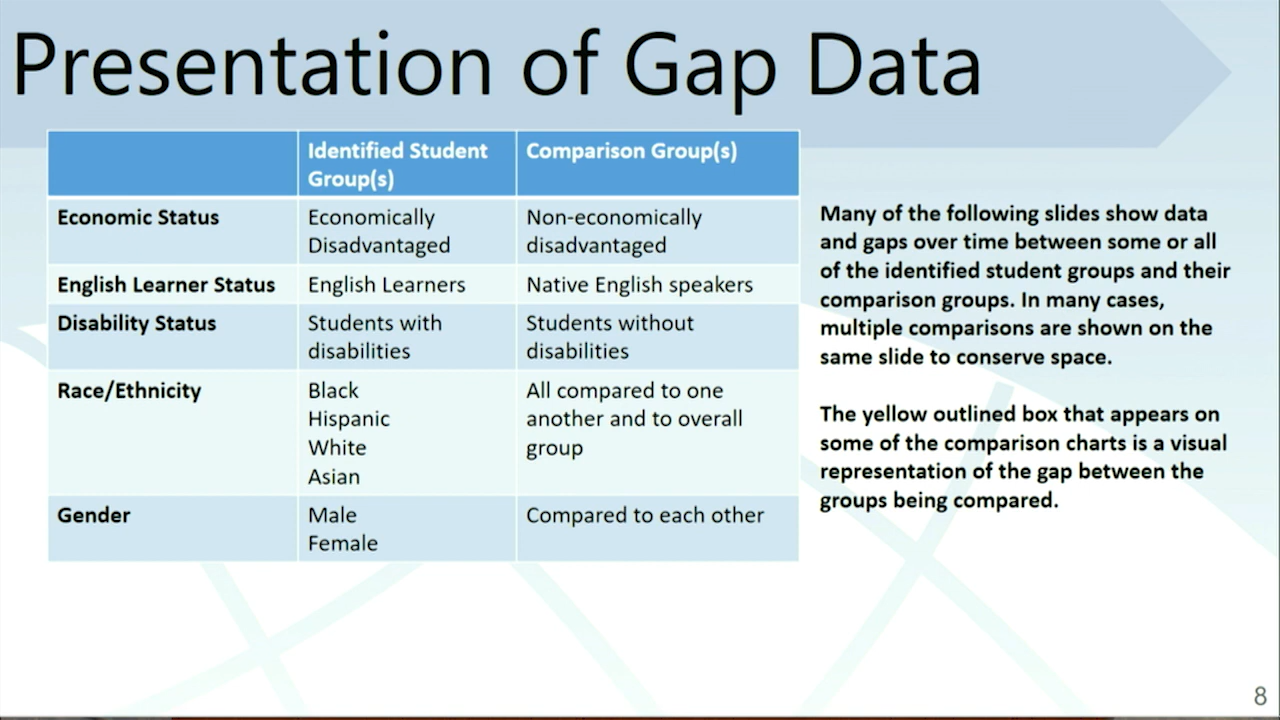 Presentation of Gap Data
Identified Student
Group(s)
Comparison Group(s)
Economic Status
Economically
Disadvantaged
Non-economically
disadvantaged
English Learner Status
English Learners
Native English speakers
Disability Status
Students with
disabilities
Students without
disabilities
Race/Ethnicity
Black
Hispanic
White
Asian
All compared to one
another and to overall
group
Gender
Male
Female
Compared to each other
Many of the following slides show data
and gaps over time between some or all
of the identified student groups and their
comparison groups. In many cases,
multiple comparisons are shown on the
same slide to conserve space.
The yellow outlined box that appears on
some of the comparison charts is a visual
representation of the gap between the
groups being compared.
8